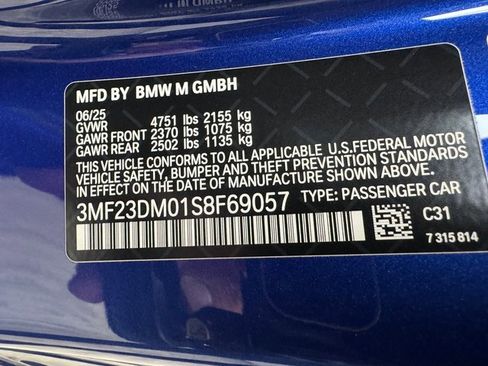 MFD BY BMW M GMBH
06/25
GVWR 4751 lbs 2155 kg
GAWR FRONT 2370 lbs 1075 kg
GAWR REAR 2502 lbs 1135 kg
THIS VEHICLE CONFORMS TO ALL APPLICABLE U.S.FEDERAL MOTOR
VEHICLE SAFETY, BUMPER, AND THEFT PREVENTION STANDARDS IN
EFFECT ON THE DATE OF MANUFACTURE SHOWN ABOVE.
3MF23DM01S8F69057 TYPE: PASSENGER CAR
C31
7 315 814